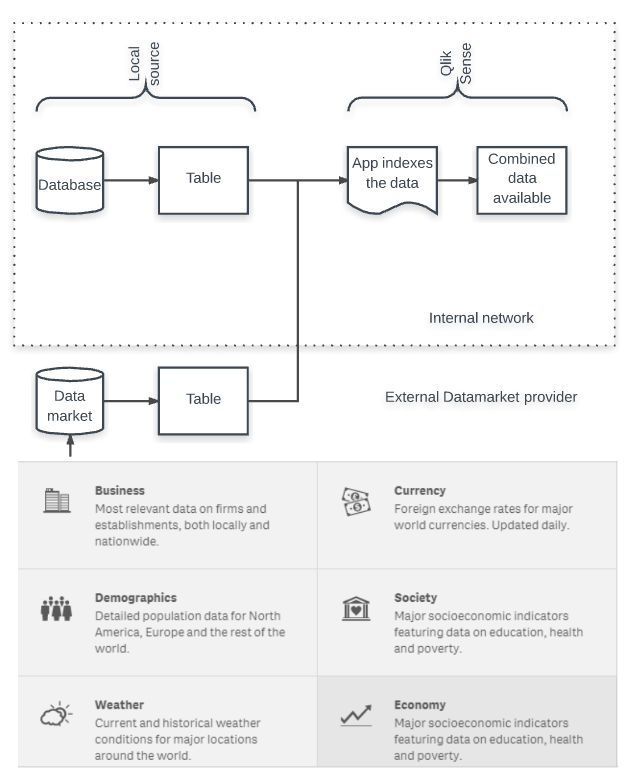 Local
source
Qlik
Sense
Database
Table
App indexes
the data
Combined
data
available
Internal network
Data
market
Table
External Datamarket provider
Business
Most relevant data on firms and
establishments, both locally and
nationwide.
Currency
Foreign exchange rates for major
world currencies. Updated daily.
Demographics
Detailed population data for North
America, Europe and the rest of the
world.
Society
Major socioeconomic indicators
featuring data on education, health
and poverty.
Weather
Current and historical weather
conditions for major locations
around the world.
Economy
Major socioeconomic indicators
featuring data on education, health
and poverty.